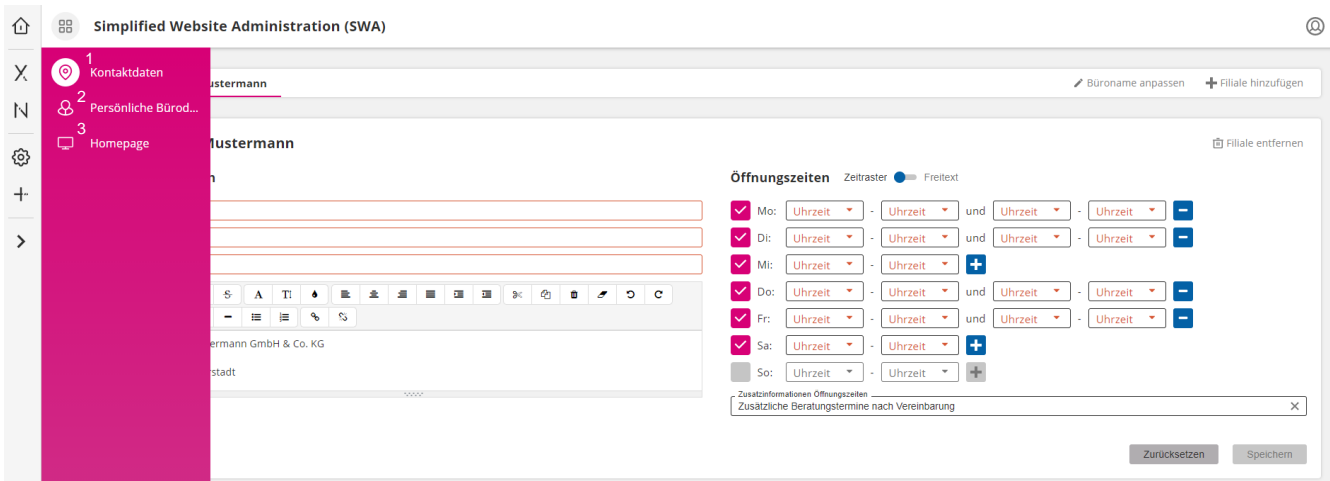 Simplified Website Administration (SWA)
1
Kontaktdaten
2
Persönliche Bürod...
3
Homepage
ustermann
Büroname anpassen
Filiale hinzufügen
Mustermann
Filiale entfernen
n
Öffnungszeiten Zeitraster Freitext
Mo: Uhrzeit - Uhrzeit und Uhrzeit - Uhrzeit
Di: Uhrzeit - Uhrzeit und Uhrzeit - Uhrzeit
Mi: Uhrzeit - Uhrzeit
Do: Uhrzeit - Uhrzeit und Uhrzeit - Uhrzeit
Fr: Uhrzeit - Uhrzeit und Uhrzeit - Uhrzeit
Sa: Uhrzeit - Uhrzeit
So: Uhrzeit - Uhrzeit
ermann GmbH & Co. KG
rstadt
Zusatzinformationen Öffnungszeiten
Zusätzliche Beratungstermine nach Vereinbarung
Zurücksetzen
Speichern